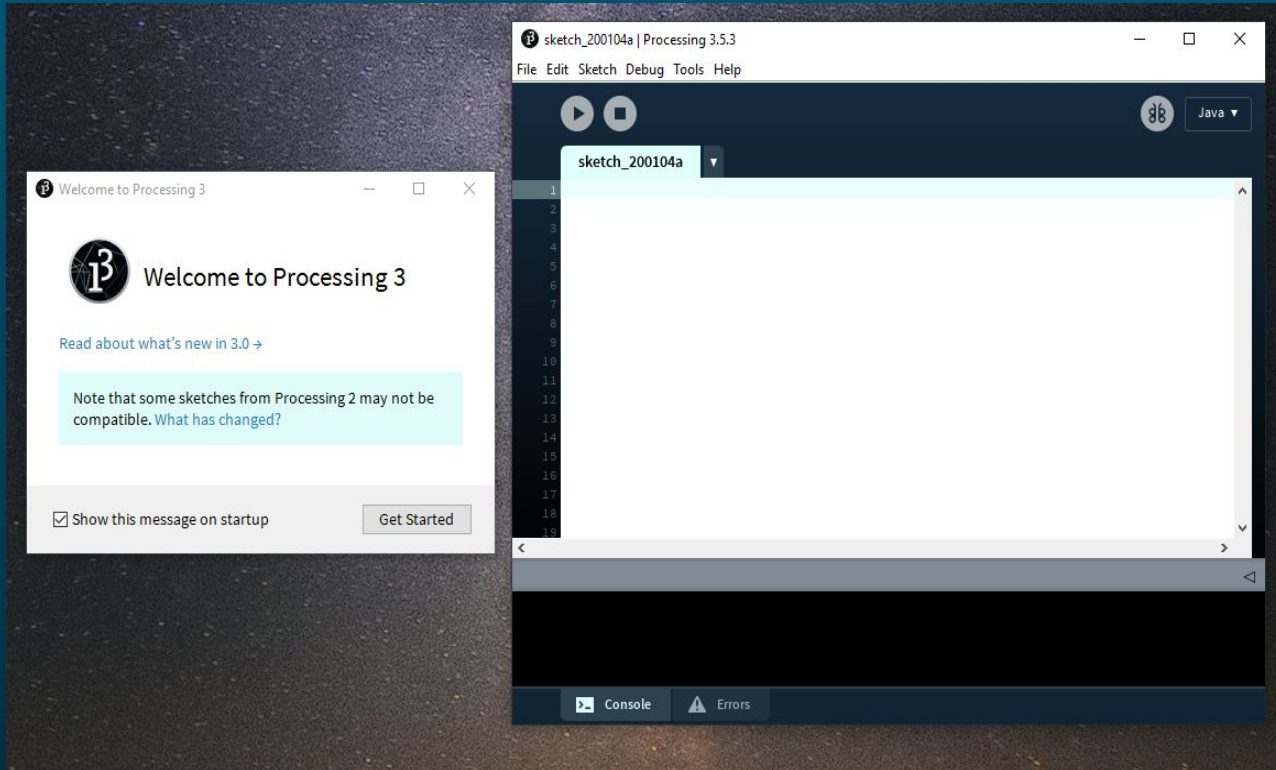 Welcome to Processing 3
Welcome to Processing 3
Read about what's new in 3.0 →
Note that some sketches from Processing 2 may not be
compatible. What has changed?
Show this message on startup
Get Started
sketch_200104a | Processing 3.5.3
File Edit Sketch Debug Tools Help
Java ▾
sketch_200104a ▾
1
2
3
4
5
6
7
8
9
10
11
12
13
14
15
16
17
18
19
Console
Errors